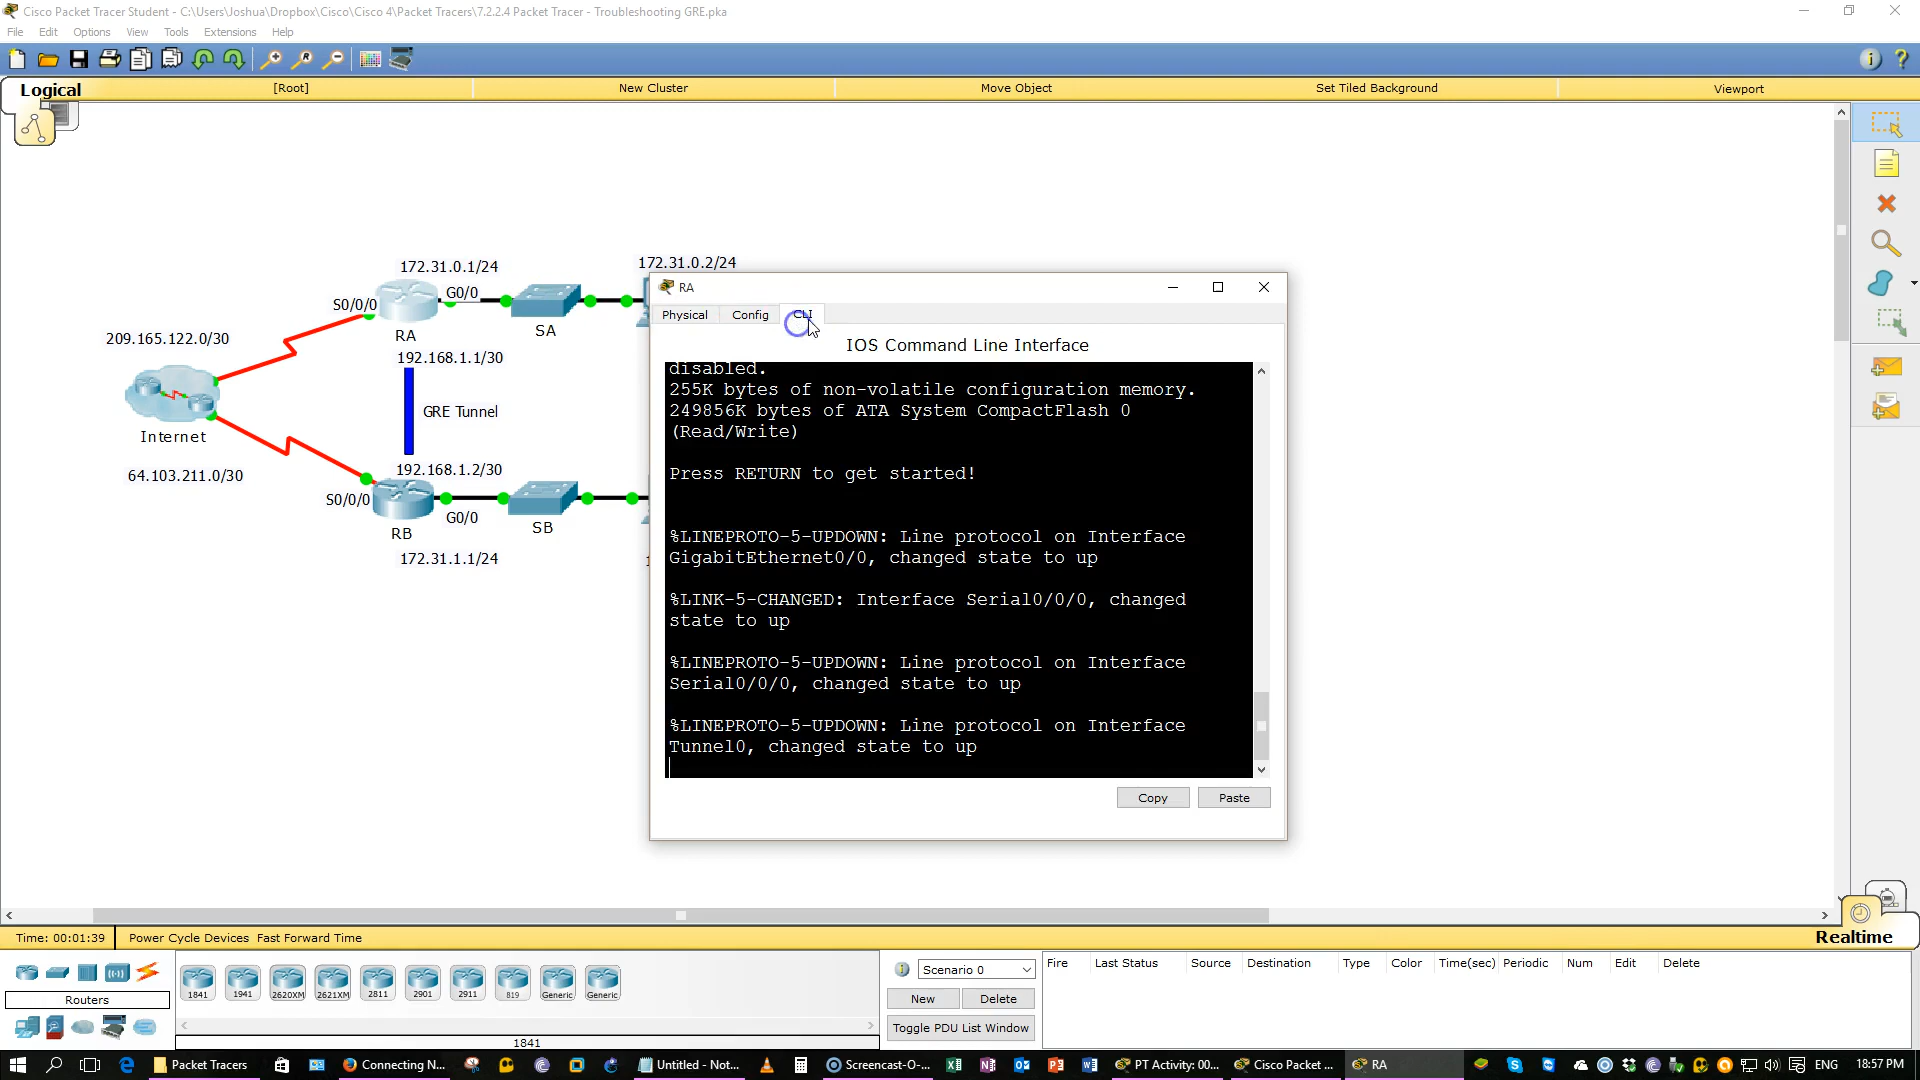 Cisco Packet Tracer Student - C:\Users\Joshua\Dropbox\Cisco\Cisco 4\Packet Tracers\7.2.2.4 Packet Tracer - Troubleshooting GRE.pka
File Edit Options View Tools Extensions Help
Logical [Root] New Cluster Move Object Set Tiled Background Viewport
172.31.0.1/24
172.31.0.2/24
S0/0/0 G0/0
RA SA
209.165.122.0/30
192.168.1.1/30
GRE Tunnel
Internet
192.168.1.2/30
64.103.211.0/30
S0/0/0 G0/0
RB SB
172.31.1.1/24
RA
Physical Config CLI
IOS Command Line Interface
disabled.
255K bytes of non-volatile configuration memory.
249856K bytes of ATA System CompactFlash 0
(Read/Write)
Press RETURN to get started!
%LINEPROTO-5-UPDOWN: Line protocol on Interface
GigabitEthernet0/0, changed state to up
%LINK-5-CHANGED: Interface Serial0/0/0, changed
state to up
%LINEPROTO-5-UPDOWN: Line protocol on Interface
Serial0/0/0, changed state to up
%LINEPROTO-5-UPDOWN: Line protocol on Interface
Tunnel0, changed state to up
Copy Paste
Time: 00:01:39 Power Cycle Devices Fast Forward Time Realtime
1841 1941 2620XM 2621XM 2811 2901 2911 819 Generic Generic
Routers
1841
Scenario 0
New Delete
Toggle PDU List Window
Fire Last Status Source Destination Type Color Time(sec) Periodic Num Edit Delete
Packet Tracers Connecting N... Untitled - Not... Screencast-O-... PT Activity: 00... Cisco Packet ... RA ENG 18:57 PM